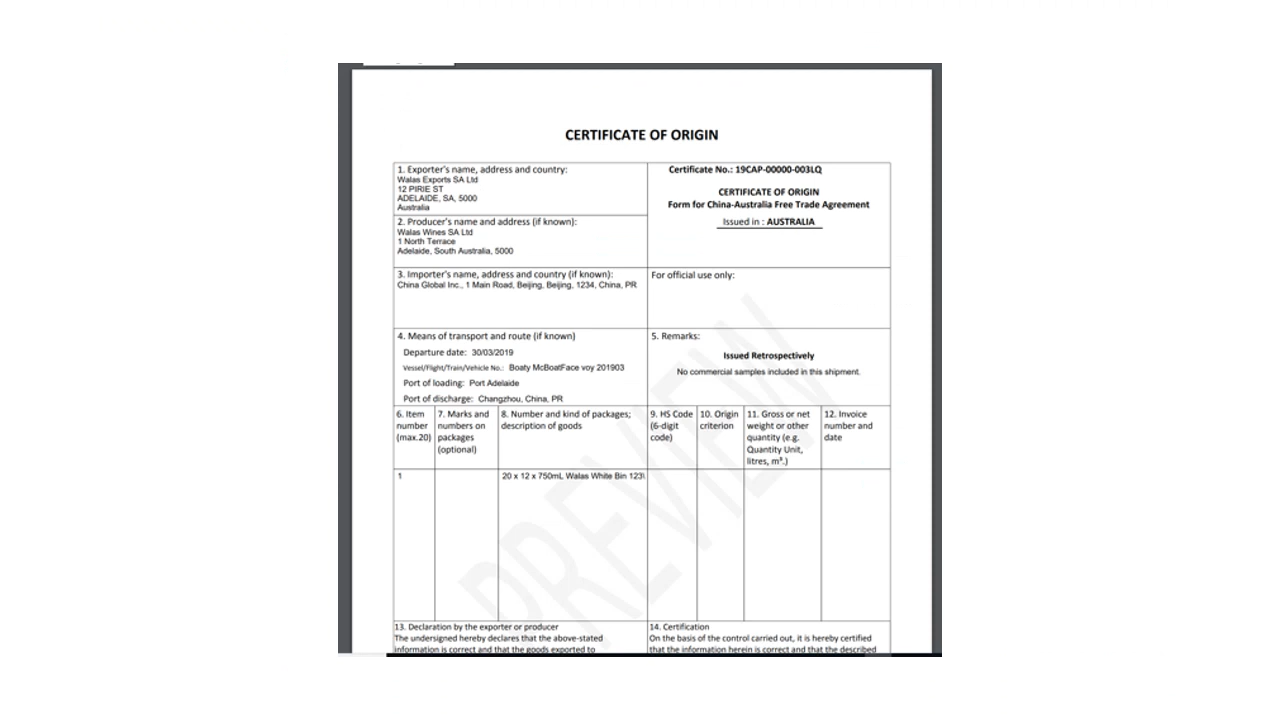 CERTIFICATE OF ORIGIN
1. Exporter's name, address and country:
Walas Exports SA Ltd
12 PIRIE ST
ADELAIDE, SA, 5000
Australia
Certificate No.: 19CAP-00000-003LQ
CERTIFICATE OF ORIGIN
Form for China-Australia Free Trade Agreement
Issued in : AUSTRALIA
2. Producer's name and address (if known):
Walas Wines SA Ltd
1 North Terrace
Adelaide, South Australia, 5000
3. Importer's name, address and country (if known):
China Global Inc., 1 Main Road, Beijing, Beijing, 1234, China, PR
For official use only:
4. Means of transport and route (if known)
Departure date: 30/03/2019
Vessel/Flight/Train/Vehicle No.: Boaty McBoatFace voy 201903
Port of loading: Port Adelaide
Port of discharge: Changzhou, China, PR
5. Remarks:
Issued Retrospectively
No commercial samples included in this shipment.
6. Item
number
(max.20)
7. Marks and
numbers on
packages
(optional)
8. Number and kind of packages;
description of goods
9. HS Code
(6-digit
code)
10. Origin
criterion
11. Gross or net
weight or other
quantity (e.g.
Quantity Unit,
litres, m³.)
12. Invoice
number and
date
1
20 x 12 x 750mL Walas White Bin 123
PREVIEW
13. Declaration by the exporter or producer
The undersigned hereby declares that the above-stated
information is correct and that the goods exported to
14. Certification
On the basis of the control carried out, it is hereby certified
that the information herein is correct and that the described